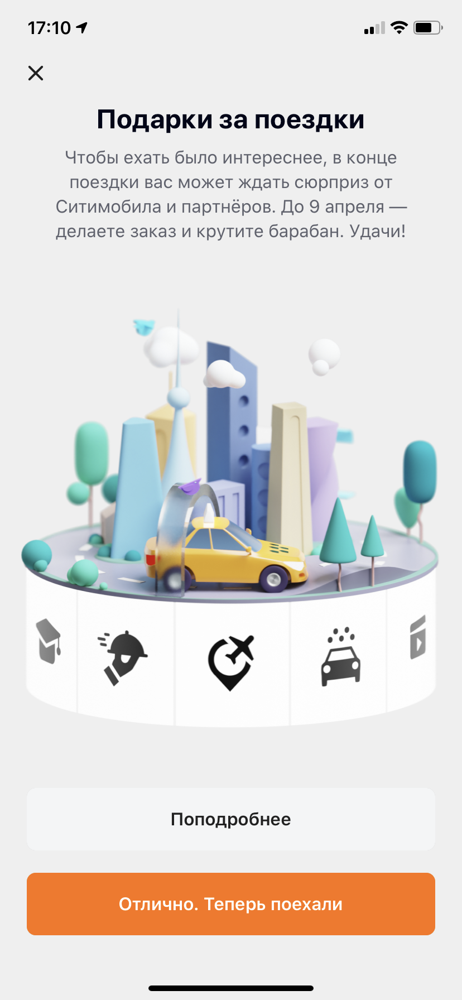 17:10
Подарки за поездки
Чтобы ехать было интереснее, в конце
поездки вас может ждать сюрприз от
Ситимобила и партнёров. До 9 апреля —
делаете заказ и крутите барабан. Удачи!
Поподробнее
Отлично. Теперь поехали